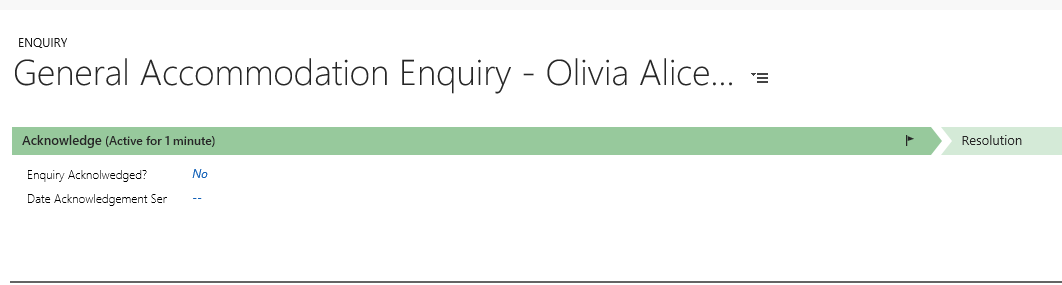 ENQUIRY
General Accommodation Enquiry - Olivia Alice...
Acknowledge (Active for 1 minute)
Resolution
Enquiry Acknolwedged? No
Date Acknowledgement Ser --